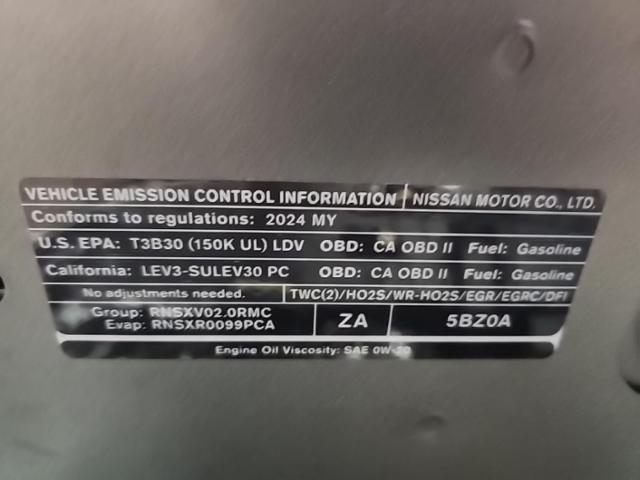 VEHICLE EMISSION CONTROL INFORMATION NISSAN MOTOR CO., LTD.
Conforms to regulations: 2024 MY
U.S. EPA: T3B30 (150K UL) LDV OBD: CA OBD II Fuel: Gasoline
California: LEV3-SULEV30 PC OBD: CA OBD II Fuel: Gasoline
No adjustments needed. TWC(2)/HO2S/WR-HO2S/EGR/EGRC/DFI
Group: RNSXV02.0RMC
Evap: RNSXR0099PCA
ZA
5BZ0A
Engine Oil Viscosity: SAE 0W-20